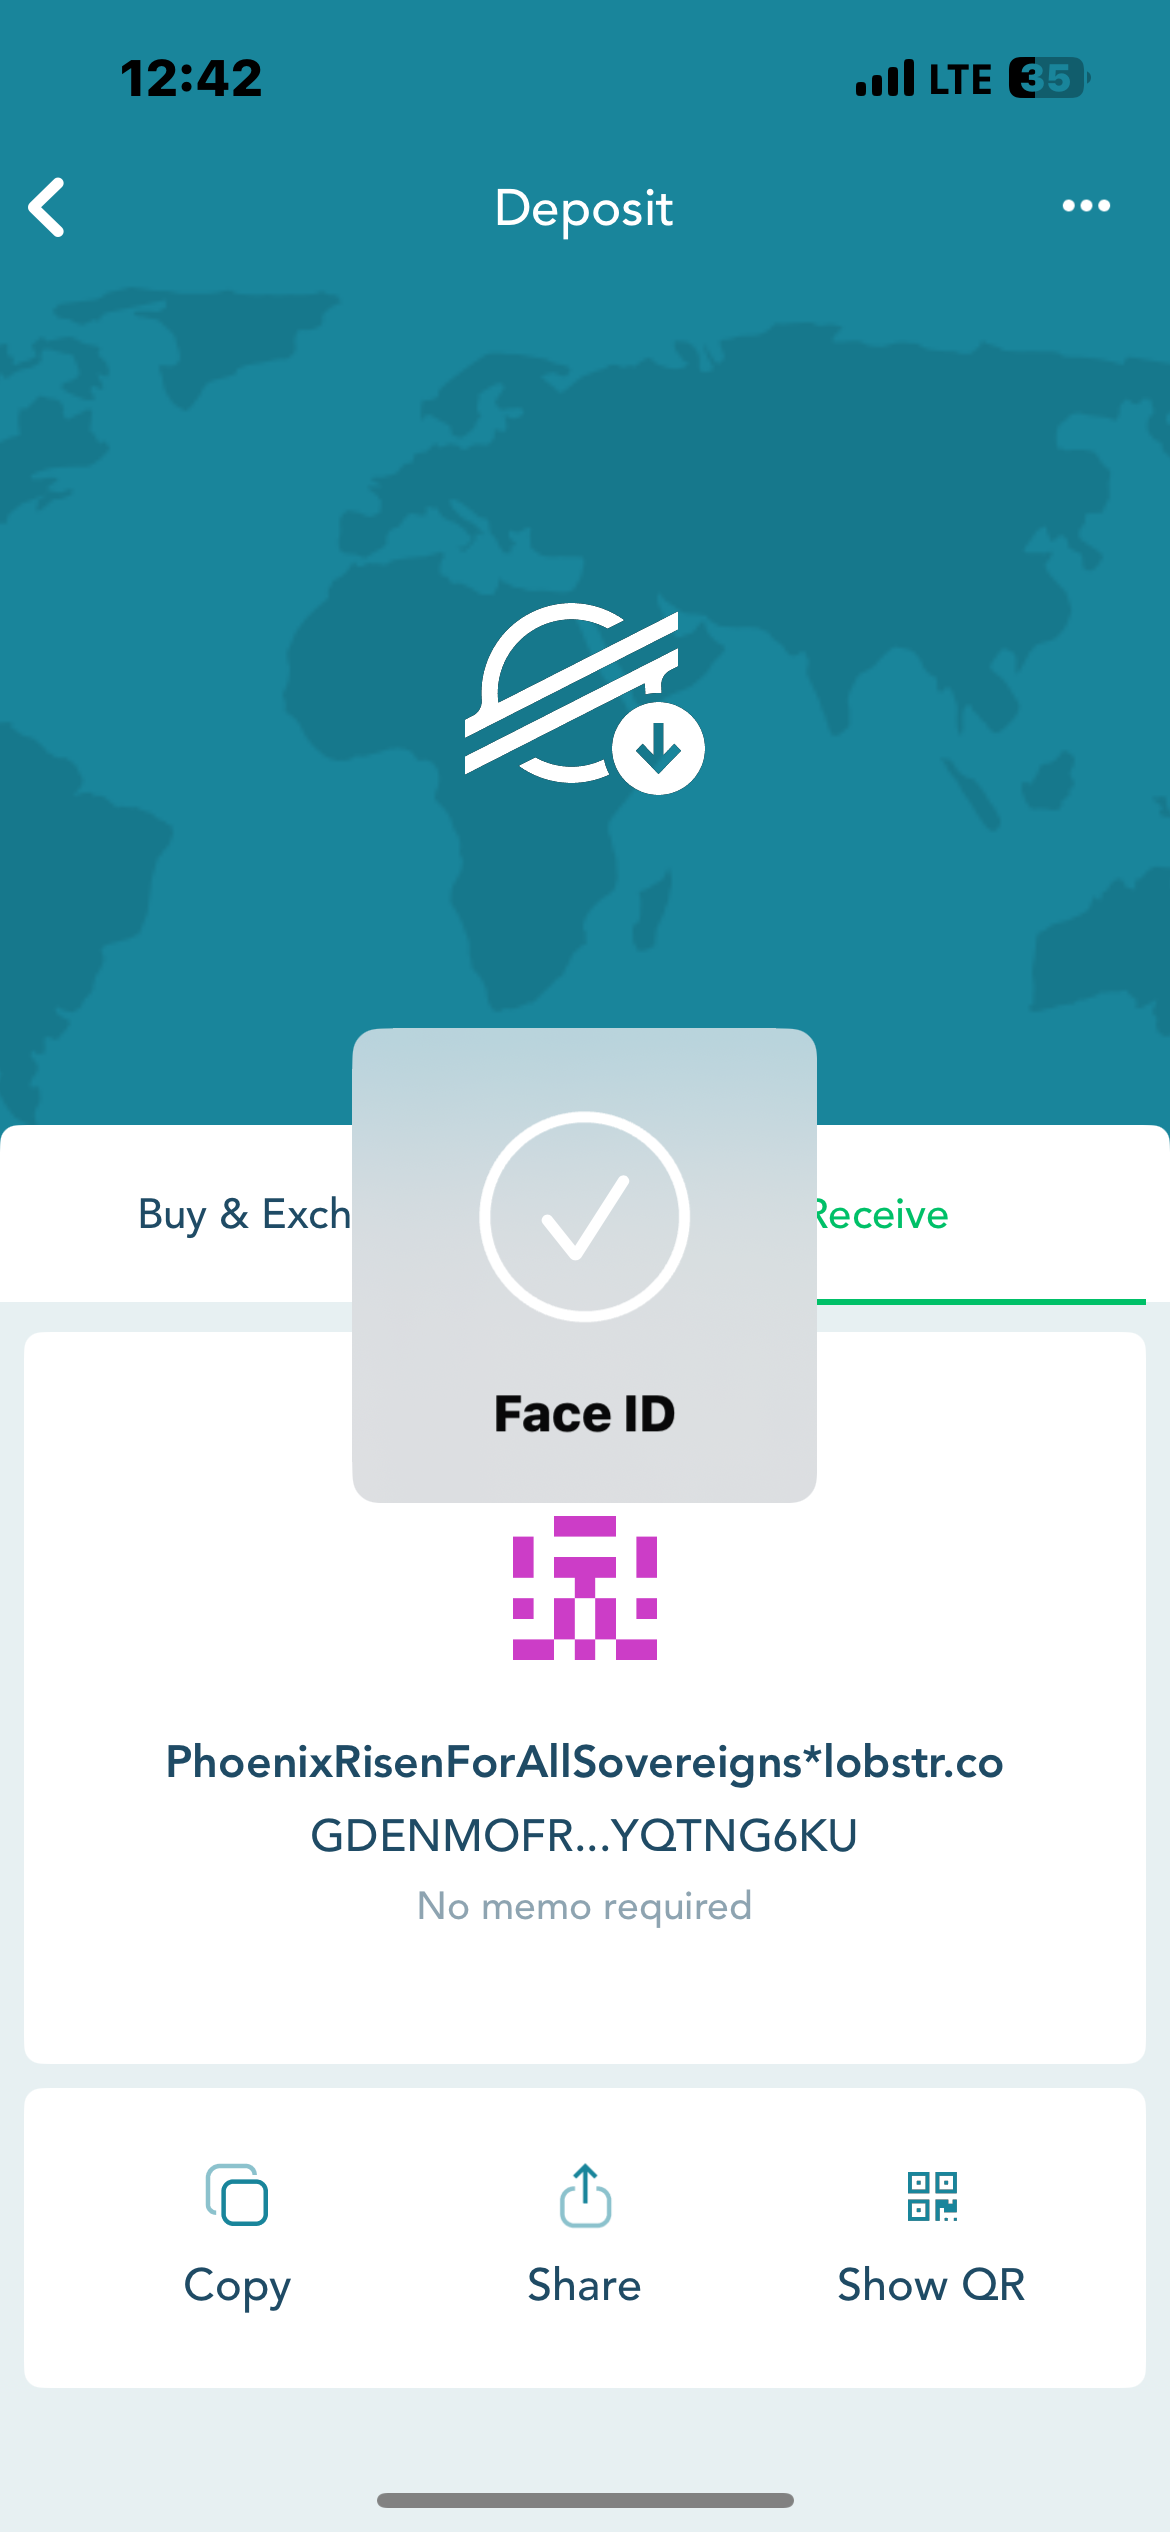 12:42
LTE 35
Deposit
Buy & Exch
Receive
Face ID
PhoenixRisenForAllSovereigns*lobstr.co
GDENMOFR...YQTNG6KU
No memo required
Copy
Share
Show QR